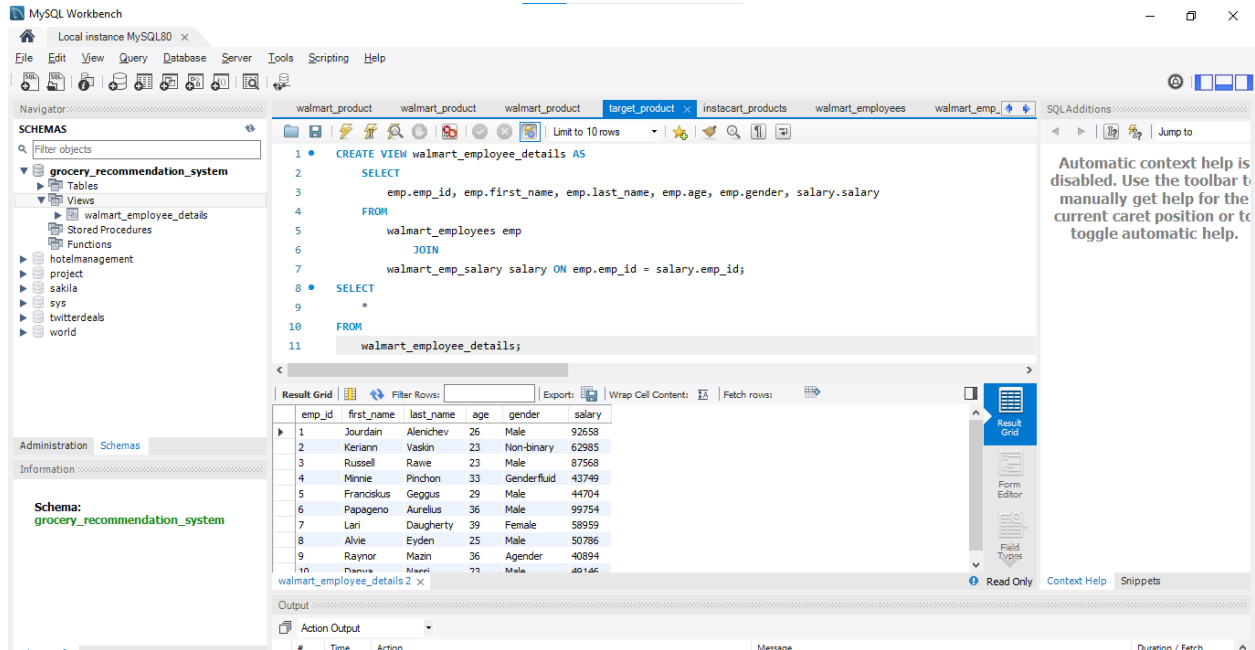 MySQL Workbench
Local instance MySQL80 ×
File Edit View Query Database Server Tools Scripting Help
Navigator
SCHEMAS
Filter objects
grocery_recommendation_system
Tables
Views
walmart_employee_details
Stored Procedures
Functions
hotelmanagement
project
sakila
sys
twitterdeals
world
Administration Schemas
Information
Schema:
grocery_recommendation_system
walmart_product walmart_product walmart_product target_product × instacart_products walmart_employees walmart_emp_
Limit to 10 rows
1 CREATE VIEW walmart_employee_details AS
2 SELECT
3 emp.emp_id, emp.first_name, emp.last_name, emp.age, emp.gender, salary.salary
4 FROM
5 walmart_employees emp
6 JOIN
7 walmart_emp_salary salary ON emp.emp_id = salary.emp_id;
8 SELECT
9 *
10 FROM
11 walmart_employee_details;
Result Grid Filter Rows: Export: Wrap Cell Content: Fetch rows:
emp_id first_name last_name age gender salary
1 Jourdain Alenichev 26 Male 92658
2 Keriann Vaskin 23 Non-binary 62985
3 Russell Rawe 23 Male 87568
4 Minnie Pinchon 33 Genderfluid 43749
5 Franciskus Geggus 29 Male 44704
6 Papageno Aurelius 36 Male 99754
7 Lari Daugherty 39 Female 58959
8 Alvie Eyden 25 Male 50786
9 Raynor Mazin 36 Agender 40894
10 Danya Nassi 23 Male 49146
Result
Grid
Form
Editor
Field
Types
walmart_employee_details 2 ×
Read Only
Output
Action Output
# Time Action Message Duration / Fetch
SQLAdditions
Jump to
Automatic context help is
disabled. Use the toolbar to
manually get help for the
current caret position or to
toggle automatic help.
Context Help Snippets